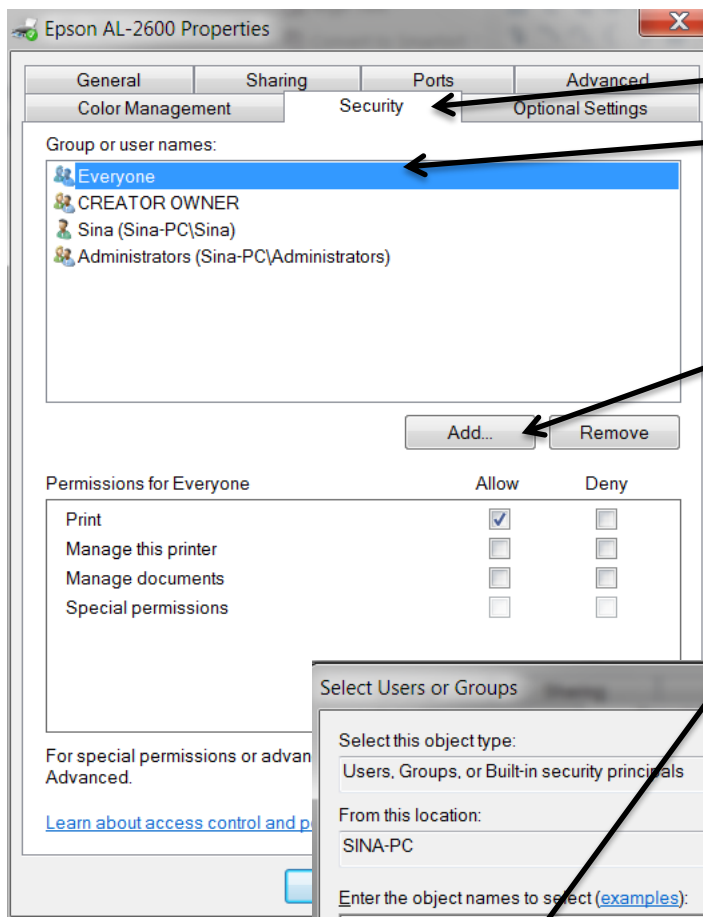 Epson AL-2600 Properties
X
General Sharing Ports Advanced
Color Management Security Optional Settings
Group or user names:
Everyone
CREATOR OWNER
Sina (Sina-PC\Sina)
Administrators (Sina-PC\Administrators)
Add... Remove
Permissions for Everyone Allow Deny
Print
Manage this printer
Manage documents
Special permissions
For special permissions or advan
Advanced.
Learn about access control and p
Select Users or Groups
Select this object type:
Users, Groups, or Built-in security principals
From this location:
SINA-PC
Enter the object names to select (examples):